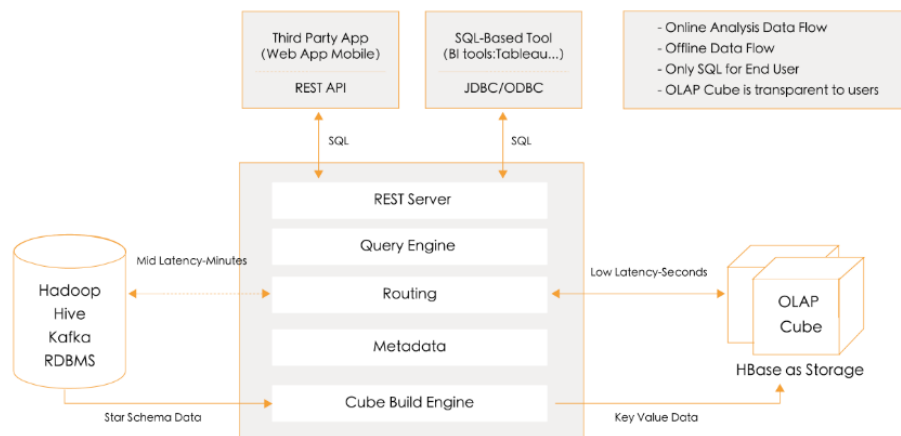 Third Party App
(Web App Mobile)
REST API
SQL-Based Tool
(BI tools:Tableau...)
JDBC/ODBC
- Online Analysis Data Flow
- Offline Data Flow
- Only SQL for End User
- OLAP Cube is transparent to users
SQL
SQL
REST Server
Query Engine
Mid Latency-Minutes
Routing
Low Latency-Seconds
Hadoop
Hive
Kafka
RDBMS
Metadata
OLAP
Cube
HBase as Storage
Star Schema Data
Cube Build Engine
Key Value Data